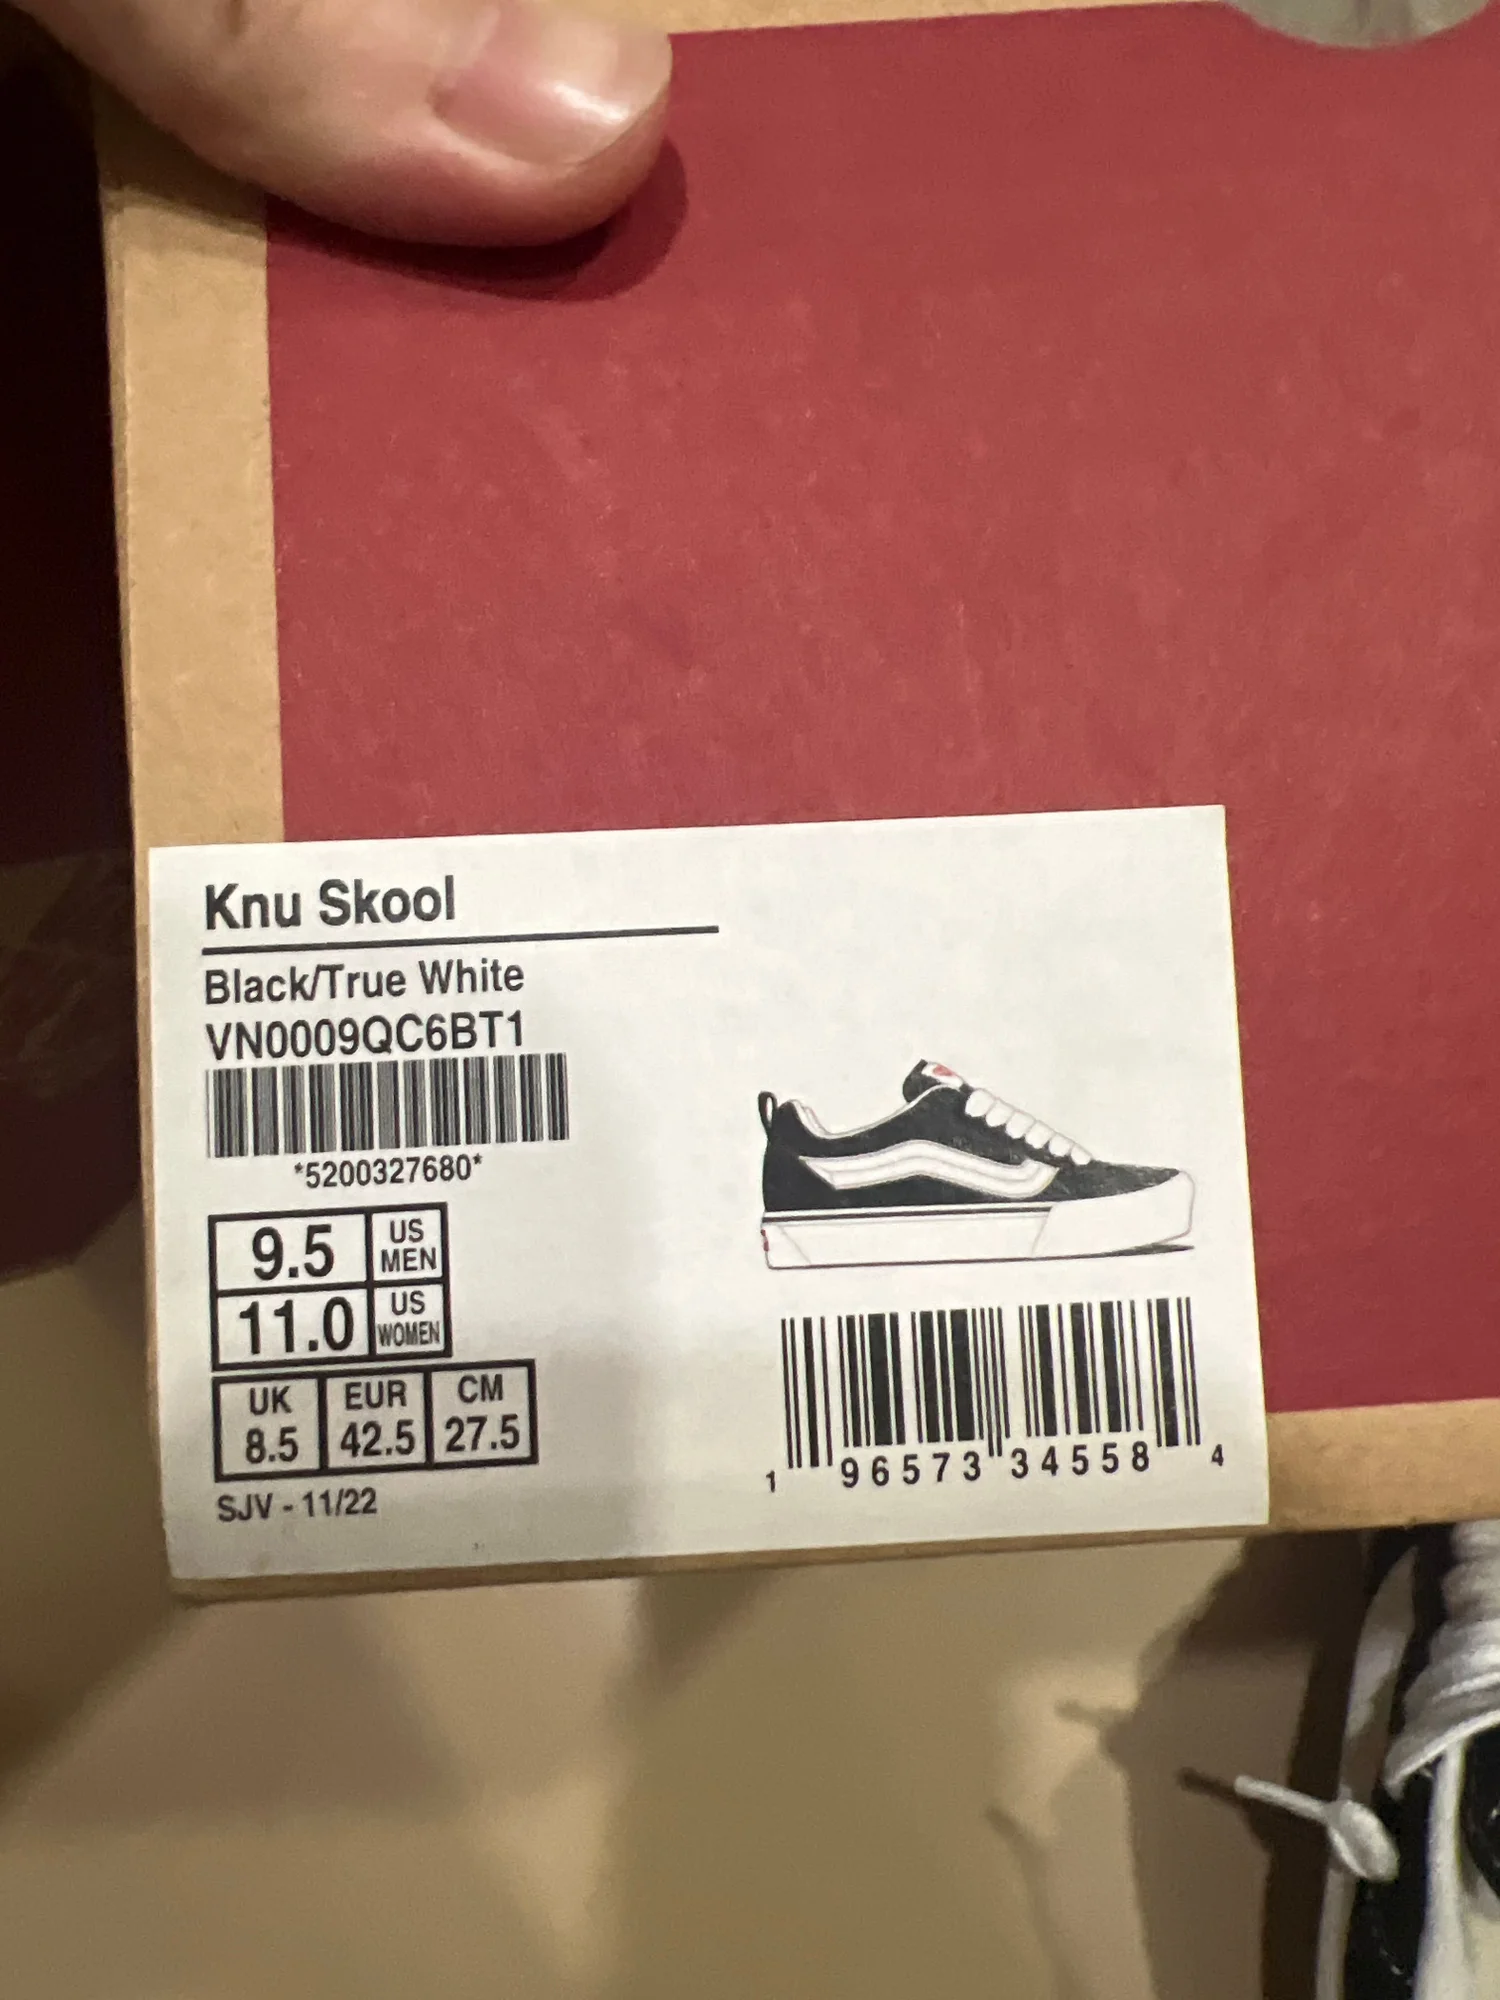 Knu Skool
Black/True White
VN0009QC6BT1
*5200327680*
9.5 US MEN
11.0 US WOMEN
UK EUR CM
8.5 42.5 27.5
SJV - 11/22
1 96573 34558 4